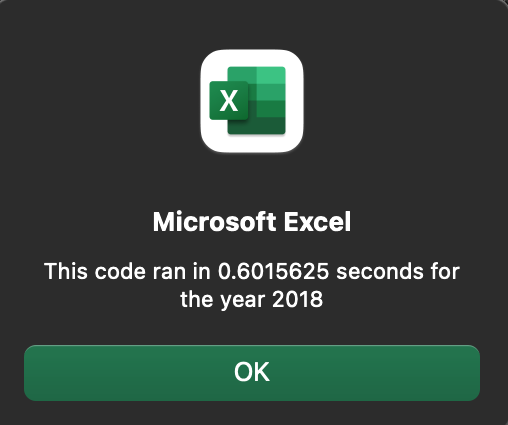 X
Microsoft Excel
This code ran in 0.6015625 seconds for
the year 2018
OK